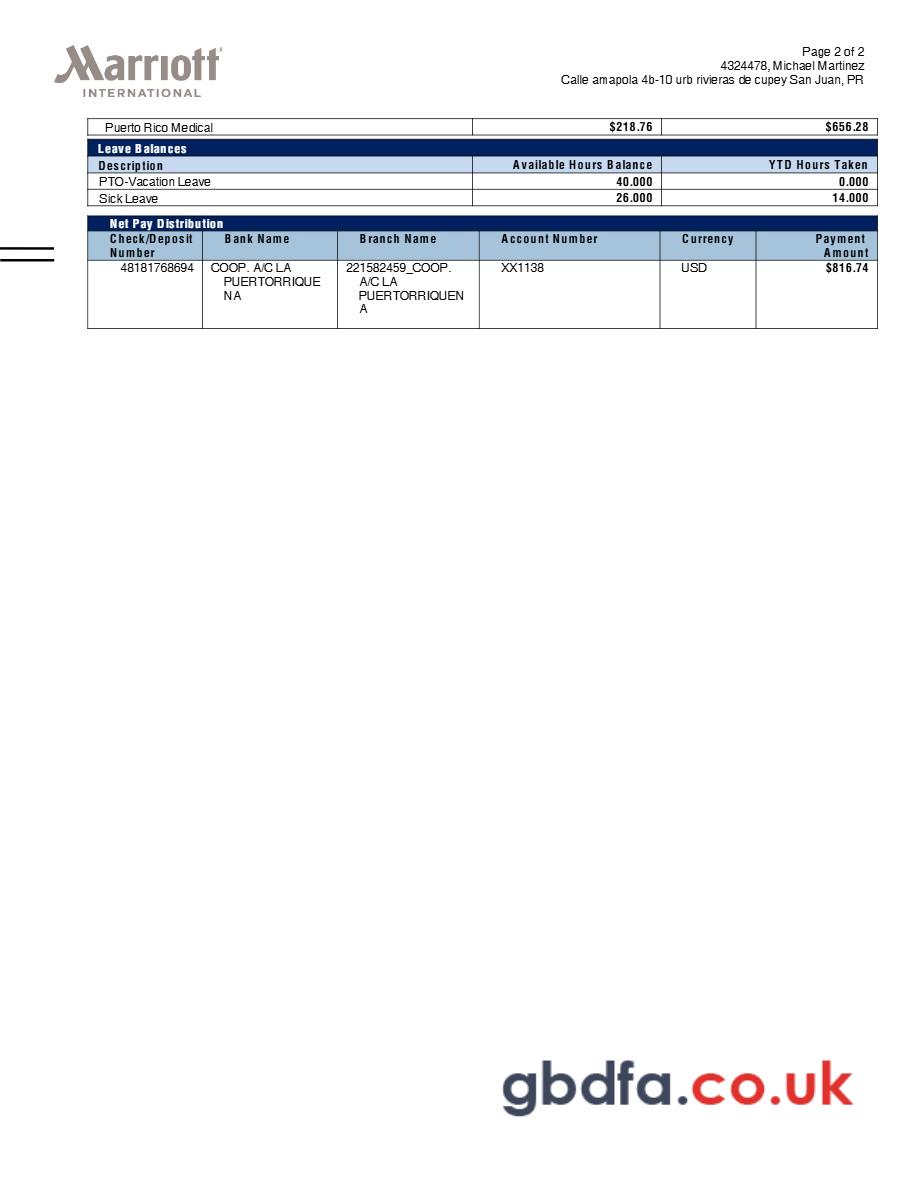 Marriott
INTERNATIONAL
Page 2 of 2
4324478, Michael Martinez
Calle amapola 4b-10 urb rivieras de cupey San Juan, PR
Puerto Rico Medical $218.76 $656.28
Leave Balances
Description Available Hours Balance YTD Hours Taken
PTO-Vacation Leave 40.000 0.000
Sick Leave 26.000 14.000
Net Pay Distribution
Check/Deposit Number Bank Name Branch Name Account Number Currency Payment Amount
48181768694 COOP. A/C LA 221582459_COOP. XX1138 USD $816.74
PUERTORRIQUE A/C LA
NA PUERTORRIQUEN
A
gbdfa.co.uk